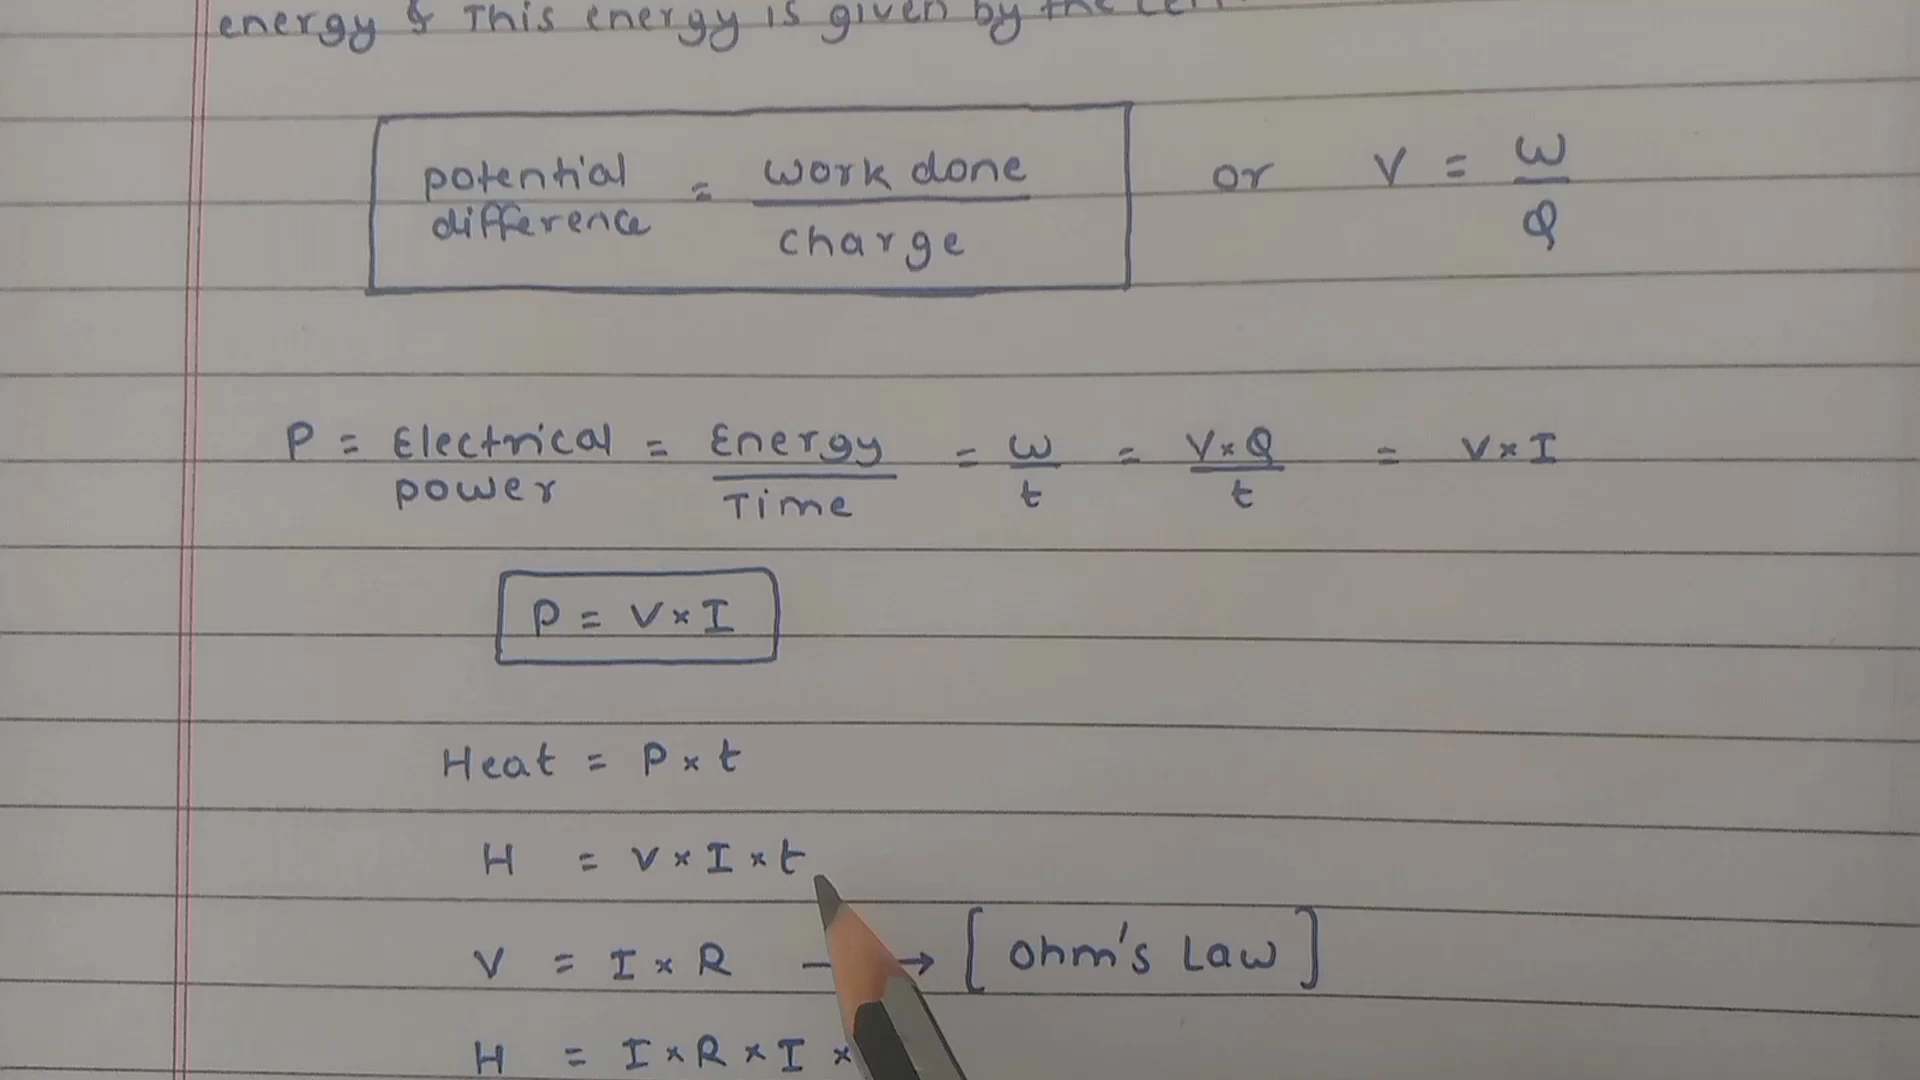 energy & This energy is given by the
potential difference = work done / charge or V = W / Q
P = Electrical power = Energy / Time = W / t = V × Q / t = V × I
P = V × I
Heat = P × t
H = V × I × t
V = I × R → [ ohm's Law ]
H = I × R × I ×